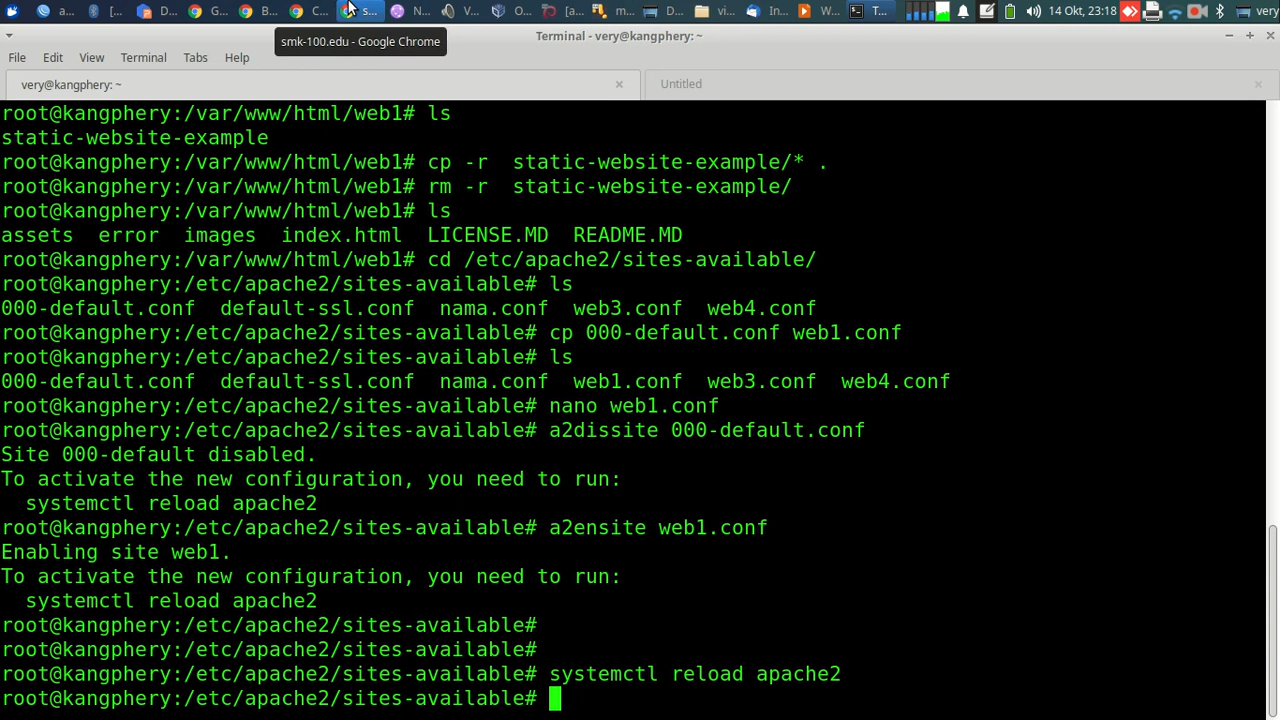 D...
G...
B...
C...
s...
N...
V...
O...
[a...
m...
D...
vi...
In...
W...
T...
14 Okt, 23:18
very
smk-100.edu - Google Chrome
Terminal - very@kangphery: ~
File Edit View Terminal Tabs Help
very@kangphery: ~
Untitled
root@kangphery:/var/www/html/web1# ls
static-website-example
root@kangphery:/var/www/html/web1# cp -r  static-website-example/* .
root@kangphery:/var/www/html/web1# rm -r  static-website-example/
root@kangphery:/var/www/html/web1# ls
assets  error  images  index.html  LICENSE.MD  README.MD
root@kangphery:/var/www/html/web1# cd /etc/apache2/sites-available/
root@kangphery:/etc/apache2/sites-available# ls
000-default.conf  default-ssl.conf  nama.conf  web3.conf  web4.conf
root@kangphery:/etc/apache2/sites-available# cp 000-default.conf web1.conf
root@kangphery:/etc/apache2/sites-available# ls
000-default.conf  default-ssl.conf  nama.conf  web1.conf  web3.conf  web4.conf
root@kangphery:/etc/apache2/sites-available# nano web1.conf
root@kangphery:/etc/apache2/sites-available# a2dissite 000-default.conf
Site 000-default disabled.
To activate the new configuration, you need to run:
  systemctl reload apache2
root@kangphery:/etc/apache2/sites-available# a2ensite web1.conf
Enabling site web1.
To activate the new configuration, you need to run:
  systemctl reload apache2
root@kangphery:/etc/apache2/sites-available#
root@kangphery:/etc/apache2/sites-available#
root@kangphery:/etc/apache2/sites-available# systemctl reload apache2
root@kangphery:/etc/apache2/sites-available#